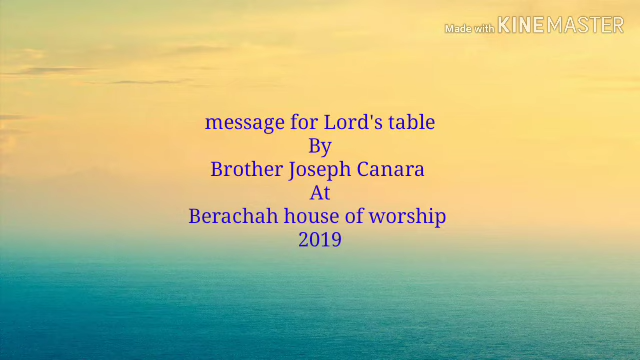 Made with KINEMASTER
message for Lord's table
By
Brother Joseph Canara
At
Berachah house of worship
2019